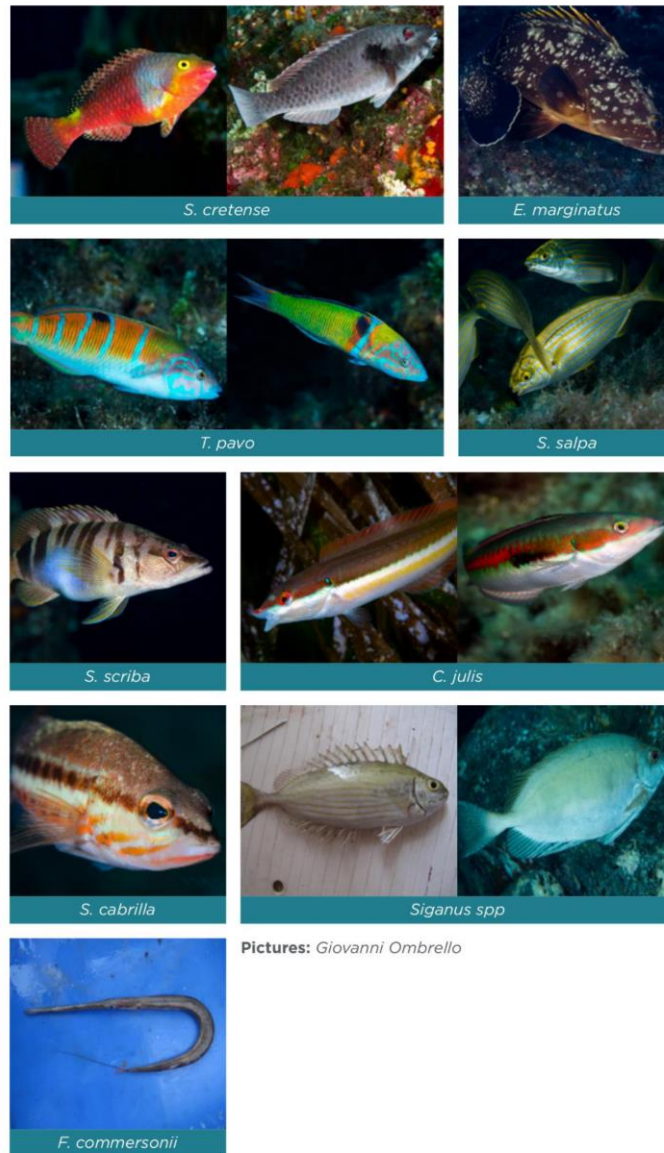 S. cretense
E. marginatus
T. pavo
S. salpa
S. scriba
C. julis
S. cabrilla
Siganus spp
Pictures: Giovanni Ombrello
F. commersonii